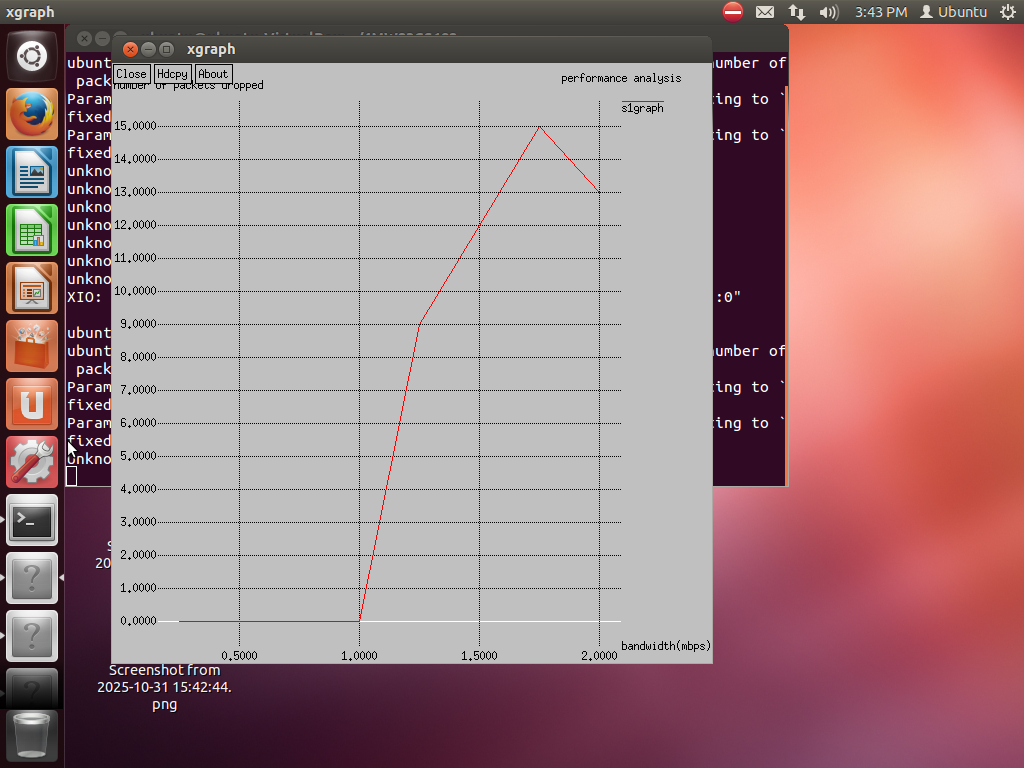 xgraph
3:43 PM
Ubuntu
xgraph
Close
Hdcpy
About
number of packets dropped
performance analysis
s1graph
15.0000
14.0000
13.0000
12.0000
11.0000
10.0000
9.0000
8.0000
7.0000
6.0000
5.0000
4.0000
3.0000
2.0000
1.0000
0.0000
bandwidth(mbps)
0.5000
1.0000
1.5000
2.0000
ubunt
umber of
pack
Param
ting to `
fixed
Param
ting to `
fixed
unkno
unkno
unkno
unkno
unkno
unkno
unkno
XIO:
:0"
ubunt
ubunt
umber of
pack
Param
ting to `
fixed
Param
ting to `
fixed
unkno
S
20
Screenshot from
2025-10-31 15:42:44.
png